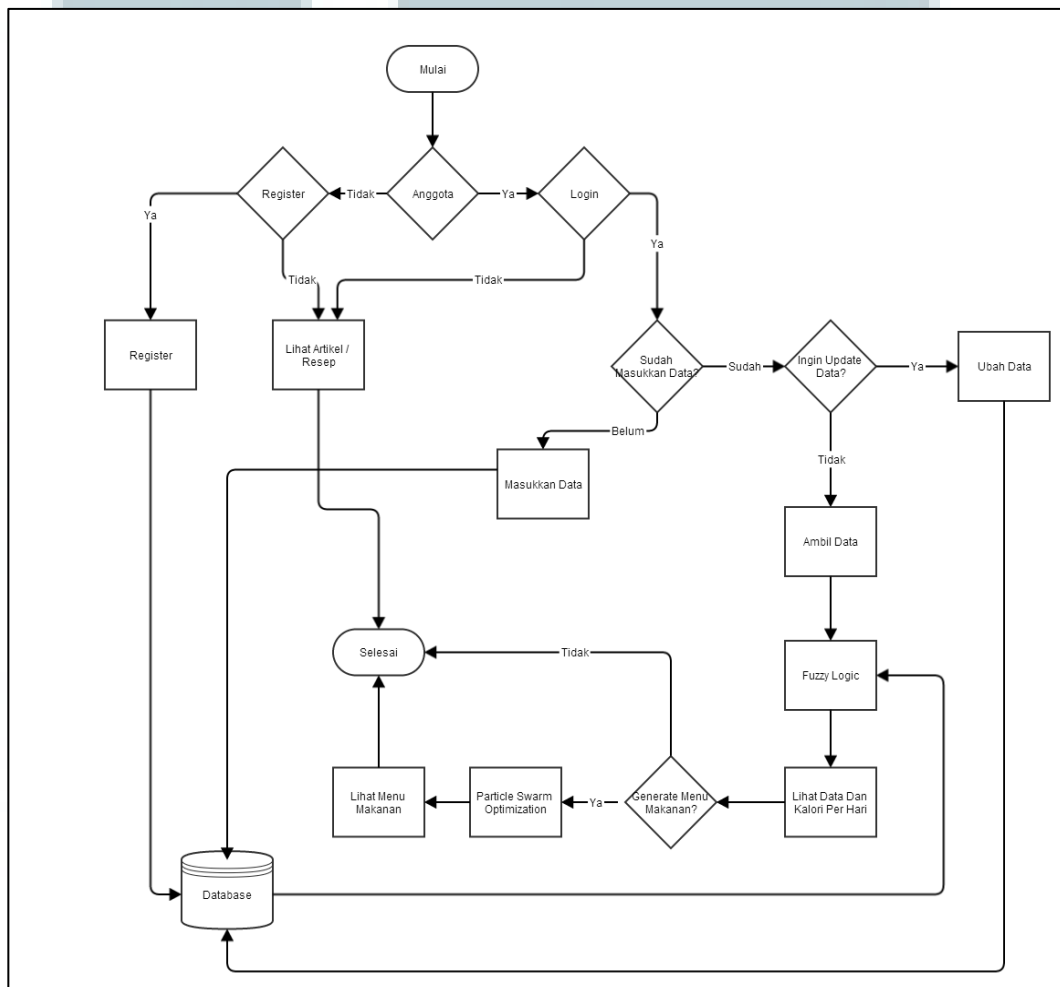 Mulai
Register
Tidak
Anggota
Ya
Login
Ya
Ya
Tidak
Tidak
Register
Lihat Artikel /
Resep
Sudah
Masukkan Data?
Sudah
Ingin Update
Data?
Ya
Ubah Data
Belum
Masukkan Data
Tidak
Ambil Data
Selesai
Tidak
Fuzzy Logic
Lihat Menu
Makanan
Particle Swarm
Optimization
Ya
Generate Menu
Makanan?
Lihat Data Dan
Kalori Per Hari
Database